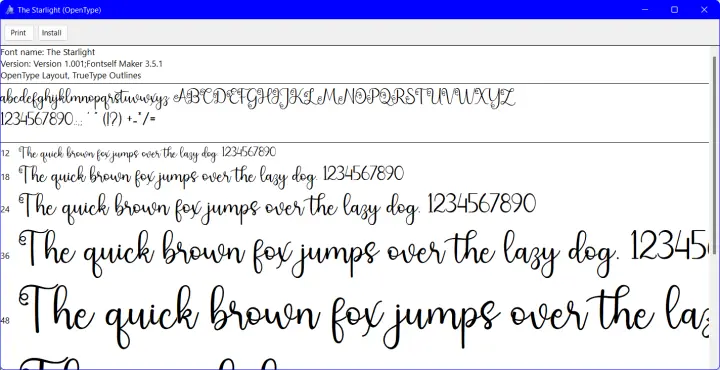 The Starlight (OpenType)
Print Install
Font name: The Starlight
Version: Version 1.001;Fontself Maker 3.5.1
OpenType Layout, TrueType Outlines
abcdefghijklmnopqrstuvwxyz ABCDEFGHIJKLMNOPQRSTUVWXYZ
1234567890.:,; ' " (!?) +-*/=
12 The quick brown fox jumps over the lazy dog. 1234567890
18 The quick brown fox jumps over the lazy dog. 1234567890
24 The quick brown fox jumps over the lazy dog. 1234567890
36 The quick brown fox jumps over the lazy dog. 12345
48 The quick brown fox jumps over the laz